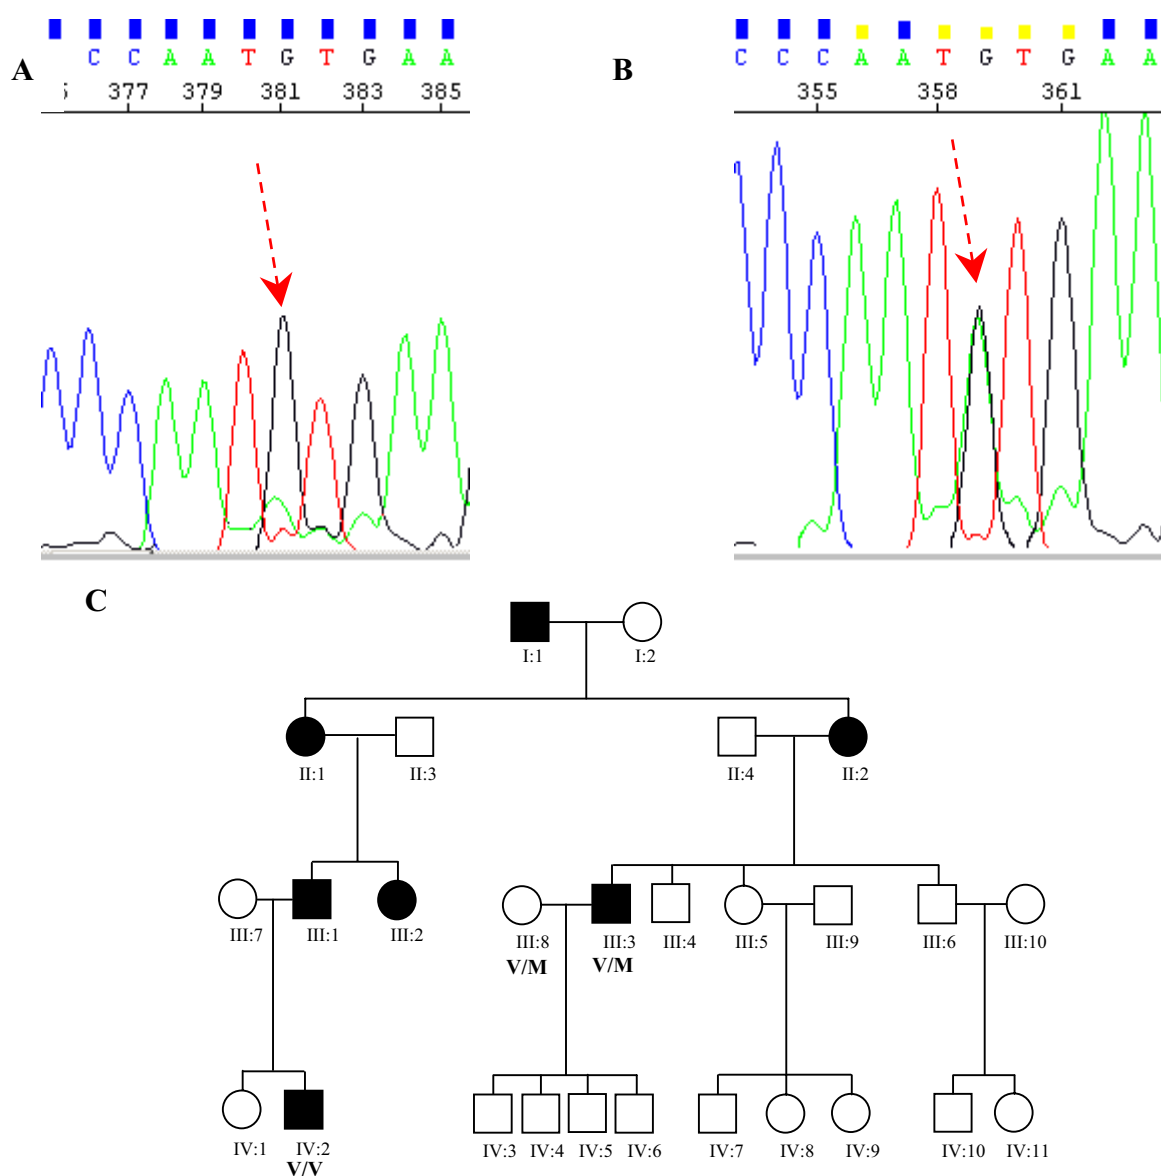 A
C C A A T G T G A A
377 379 381 383 385
B
C C C A A T G T G A A
355 358 361
C
I:1 I:2
II:1 II:3 II:4 II:2
III:7 III:1 III:2 III:8 III:3 III:4 III:5 III:9 III:6 III:10
V/M V/M
IV:1 IV:2 IV:3 IV:4 IV:5 IV:6 IV:7 IV:8 IV:9 IV:10 IV:11
V/V